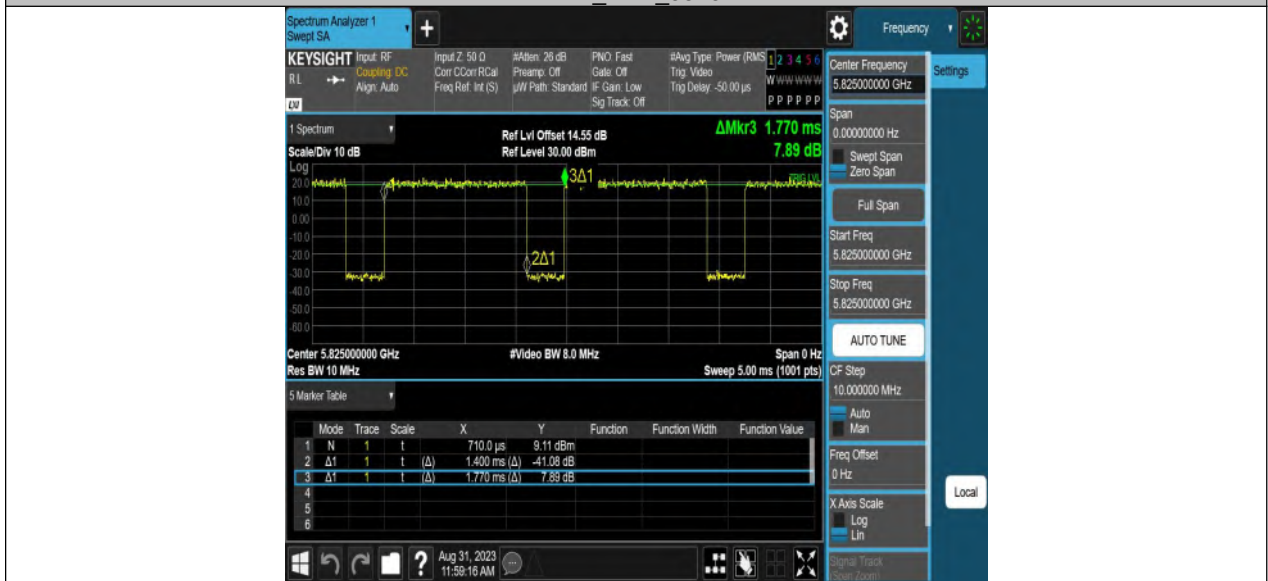 Spectrum Analyzer 1
Swept SA
+
Frequency
KEYSIGHT
RL
LXI
Input: RF
Coupling: DC
Align: Auto
Input Z: 50 Ω
Corr CCorr RCal
Freq Ref: Int (S)
#Atten: 26 dB
Preamp: Off
µW Path: Standard
PNO: Fast
Gate: Off
IF Gain: Low
Sig Track: Off
#Avg Type: Power (RMS
Trig: Video
Trig Delay: -50.00 µs
1 2 3 4 5 6
W W W W W W
P P P P P P
Center Frequency
5.825000000 GHz
Settings
1 Spectrum
Scale/Div 10 dB
Ref Lvl Offset 14.55 dB
Ref Level 30.00 dBm
ΔMkr3 1.770 ms
7.89 dB
Log
20.0
10.0
0.00
-10.0
-20.0
-30.0
-40.0
-50.0
-60.0
3Δ1
2Δ1
TRIG LVL
Span
0.00000000 Hz
Swept Span
Zero Span
Full Span
Start Freq
5.825000000 GHz
Stop Freq
5.825000000 GHz
AUTO TUNE
Center 5.825000000 GHz
#Video BW 8.0 MHz
Span 0 Hz
Res BW 10 MHz
Sweep 5.00 ms (1001 pts)
CF Step
10.000000 MHz
Auto
Man
5 Marker Table
Mode Trace Scale X Y Function Function Width Function Value
1 N 1 t 710.0 µs 9.11 dBm
2 Δ1 1 t (Δ) 1.400 ms (Δ) -41.08 dB
3 Δ1 1 t (Δ) 1.770 ms (Δ) 7.89 dB
4
5
6
Freq Offset
0 Hz
X Axis Scale
Log
Lin
Local
Signal Track
(Span Zoom)
?
Aug 31, 2023
11:59:16 AM